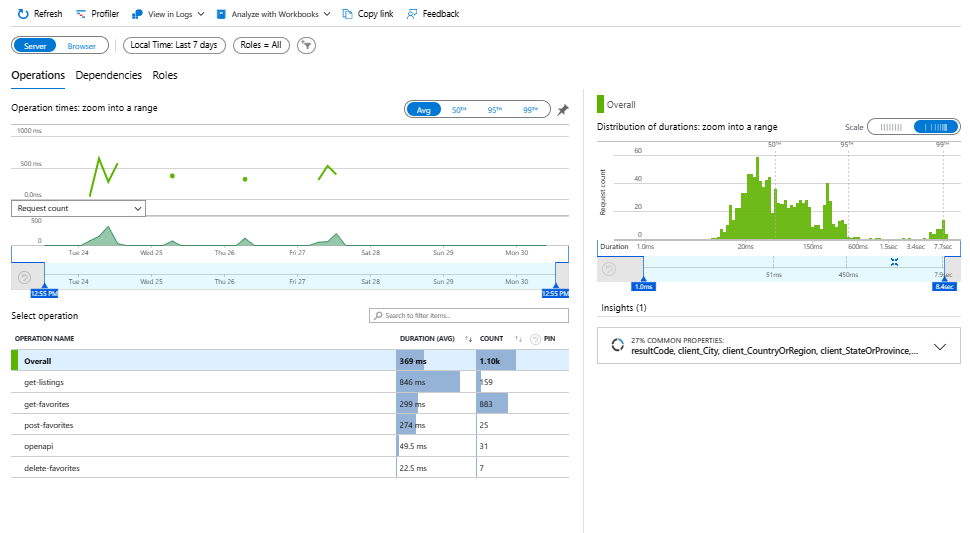 Refresh Profiler View in Logs Analyze with Workbooks Copy link Feedback
Server Browser Local Time: Last 7 days Roles = All
Operations Dependencies Roles
Operation times: zoom into a range
Avg 50TH 95TH 99TH
1000 ms
500 ms
0.0ms
Request count
500
0
Tue 24 Wed 25 Thu 26 Fri 27 Sat 28 Sun 29 Mon 30
Tue 24 Wed 25 Thu 26 Fri 27 Sat 28 Sun 29 Mon 30
12:55 PM 12:55 PM
Select operation
Search to filter items...
OPERATION NAME DURATION (AVG) COUNT PIN
Overall 369 ms 1.10k
get-listings 846 ms 159
get-favorites 299 ms 883
post-favorites 274 ms 25
openapi 49.5 ms 31
delete-favorites 22.5 ms 7
Overall
Distribution of durations: zoom into a range
Scale
50TH 95TH 99TH
60
40
20
0
Request count
Duration 1.0ms 20ms 150ms 600ms 1.5sec 3.4sec 7.7sec
51ms 450ms 7.9sec
1.0ms 8.4sec
Insights (1)
27% COMMON PROPERTIES:
resultCode, client_City, client_CountryOrRegion, client_StateOrProvince,...